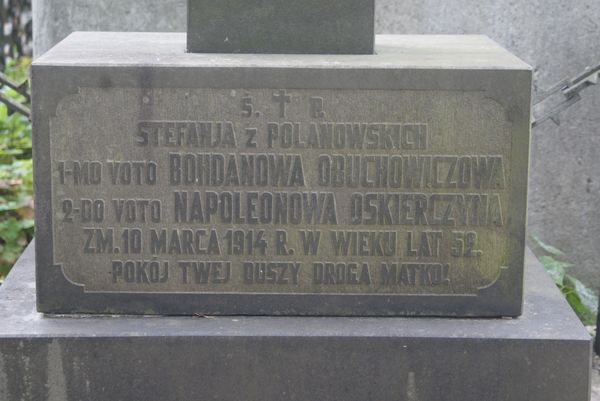 Ś. † P.
STEFANJA z POLANOWSKICH
1-MO VOTO BOHDANOWA OBUCHOWICZOWA
2-DO VOTO NAPOLEONOWA OSKIERCZYNA
ZM. 10 MARCA 1914 R. W WIEKU LAT 52.
POKÓJ TWEJ DUSZY DROGA MATKO!